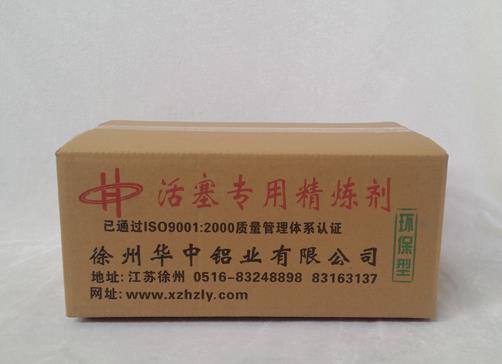 活塞专用精炼剂
已通过ISO9001:2000质量管理体系认证
徐州华中铝业有限公司
地址:江苏徐州 0516-83248898 83163137
网址:www.xzhzly.com
环保型